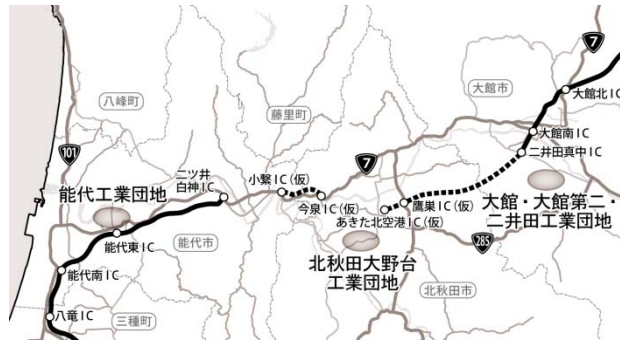 7
大館北IC
大館市
八峰町
藤里町
大館南IC
101
二ツ井
白神IC
小繋IC(仮)
7
二井田真中IC
能代工業団地
今泉IC(仮)
鷹巣IC(仮)
あきた北空港IC(仮)
大館・大館第二・
二井田工業団地
能代東IC
能代市
285
北秋田大野台
工業団地
能代南IC
北秋田市
八竜IC
三種町